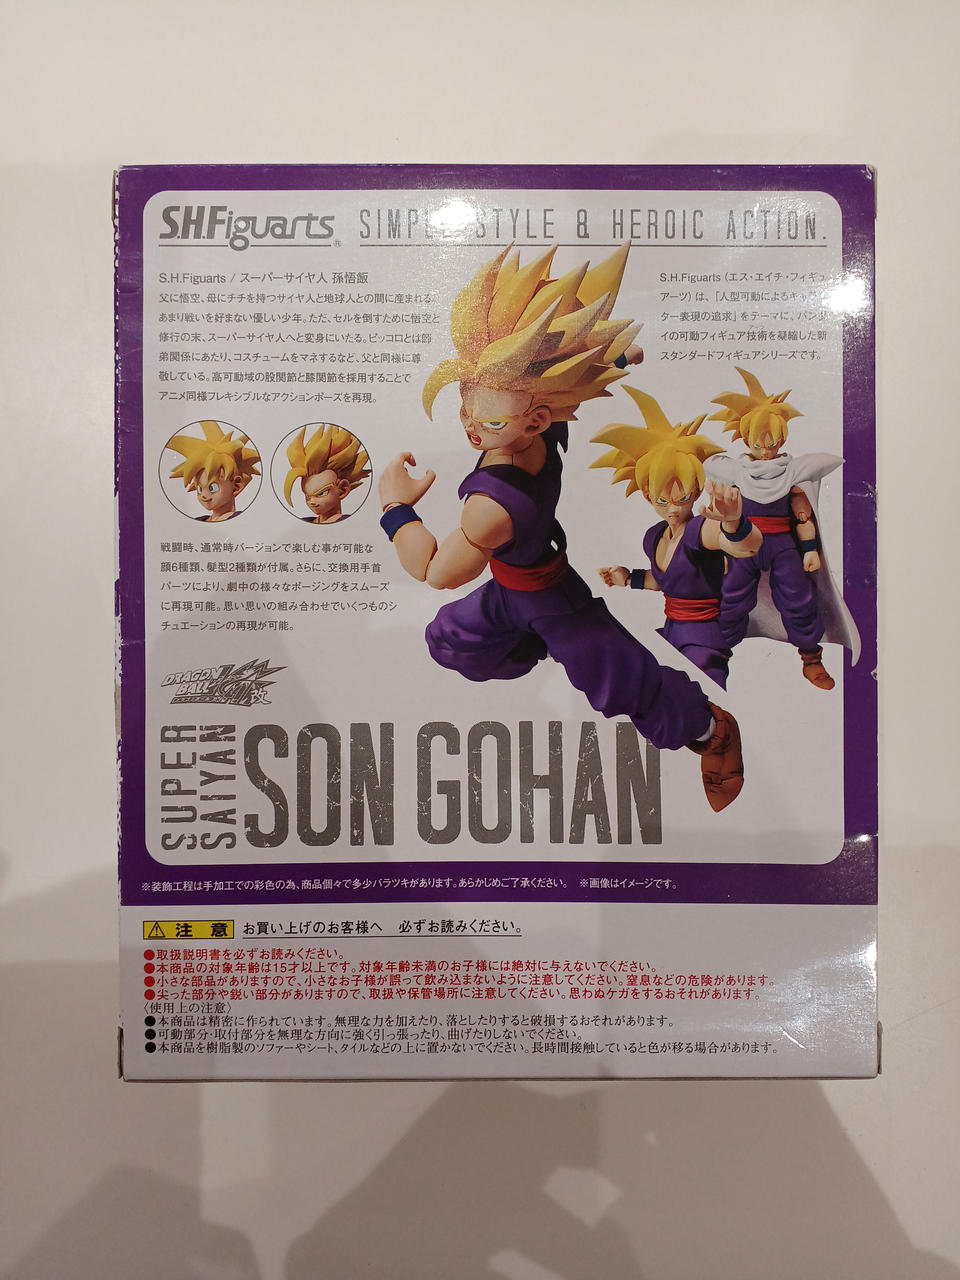 S.H.Figuarts
SIMPLE STYLE & HEROIC ACTION.
S.H.Figuarts / スーパーサイヤ人 孫悟飯
父に悟空、母にチチを持つサイヤ人と地球人との間に産まれる。
あまり戦いを好まない優しい少年。ただ、セルを倒すために悟空と
修行の末、スーパーサイヤ人へと変身にいたる。ピッコロとは師
弟関係にあたり、コスチュームをマネするなど、父と同様に尊
敬している。高可動域の股関節と膝関節を採用することで
アニメ同様フレキシブルなアクションポーズを再現。
S.H.Figuarts (エス・エイチ・フィギュ
アーツ) は、「人型可動によるキャラク
ター表現の追求」をテーマに、バンダ
イの可動フィギュア技術を凝縮した新
スタンダードフィギュアシリーズです。
戦闘時、通常時バージョンで楽しむ事が可能な
顔6種類、髪型2種類が付属。さらに、交換用手首
パーツにより、劇中の様々なポージングをスムーズ
に再現可能。思い思いの組み合わせでいくつものシ
チュエーションの再現が可能。
DRAGON BALL 改
SUPER SAIYAN
SON GOHAN
※装飾工程は手加工での彩色の為、商品個々で多少バラツキがあります。あらかじめご了承ください。 ※画像はイメージです。
注意 お買い上げのお客様へ 必ずお読みください。
●取扱説明書を必ずお読みください。
●本商品の対象年齢は15才以上です。対象年齢未満のお子様には絶対に与えないでください。
●小さな部品がありますので、小さなお子様が誤って飲み込まないように注意してください。窒息などの危険があります。
●尖った部分や鋭い部分がありますので、取扱や保管場所に注意してください。思わぬケガをするおそれがあります。
〈使用上の注意〉
●本商品は精密に作られています。無理な力を加えたり、落としたりすると破損するおそれがあります。
●可動部分・取付部分を無理な方向に強く引っ張ったり、曲げたりしないでください。
●本商品を樹脂製のソファーやシート、タイルなどの上に置かないでください。長時間接触していると色が移る場合があります。